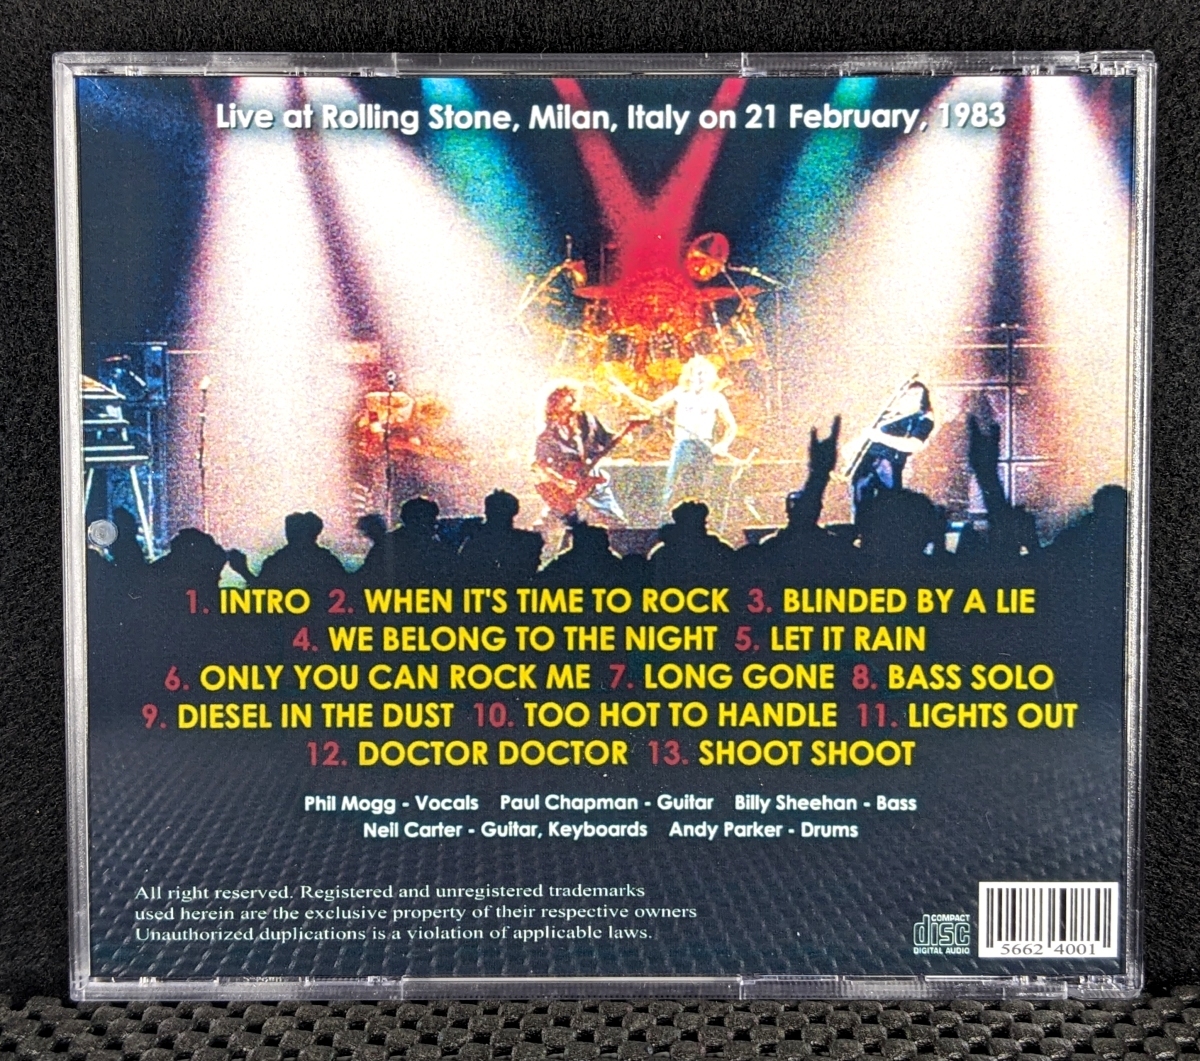 Live at Rolling Stone, Milan, Italy on 21 February, 1983
1. INTRO 2. WHEN IT'S TIME TO ROCK 3. BLINDED BY A LIE
4. WE BELONG TO THE NIGHT 5. LET IT RAIN
6. ONLY YOU CAN ROCK ME 7. LONG GONE 8. BASS SOLO
9. DIESEL IN THE DUST 10. TOO HOT TO HANDLE 11. LIGHTS OUT
12. DOCTOR DOCTOR 13. SHOOT SHOOT
Phil Mogg - Vocals Paul Chapman - Guitar Billy Sheehan - Bass
Neil Carter - Guitar, Keyboards Andy Parker - Drums
All right reserved. Registered and unregistered trademarks
used herein are the exclusive property of their respective owners
Unauthorized duplications is a violation of applicable laws.
COMPACT
disc
DIGITAL AUDIO
5662 4001